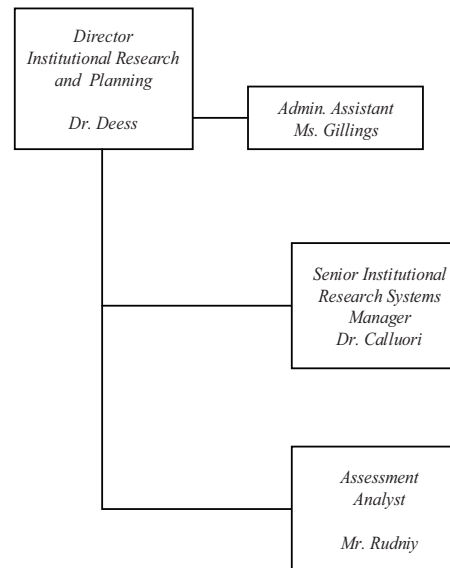 Director
Institutional Research
and Planning
Dr. Deess
Admin. Assistant
Ms. Gillings
Senior Institutional
Research Systems
Manager
Dr. Calluori
Assessment
Analyst
Mr. Rudniy